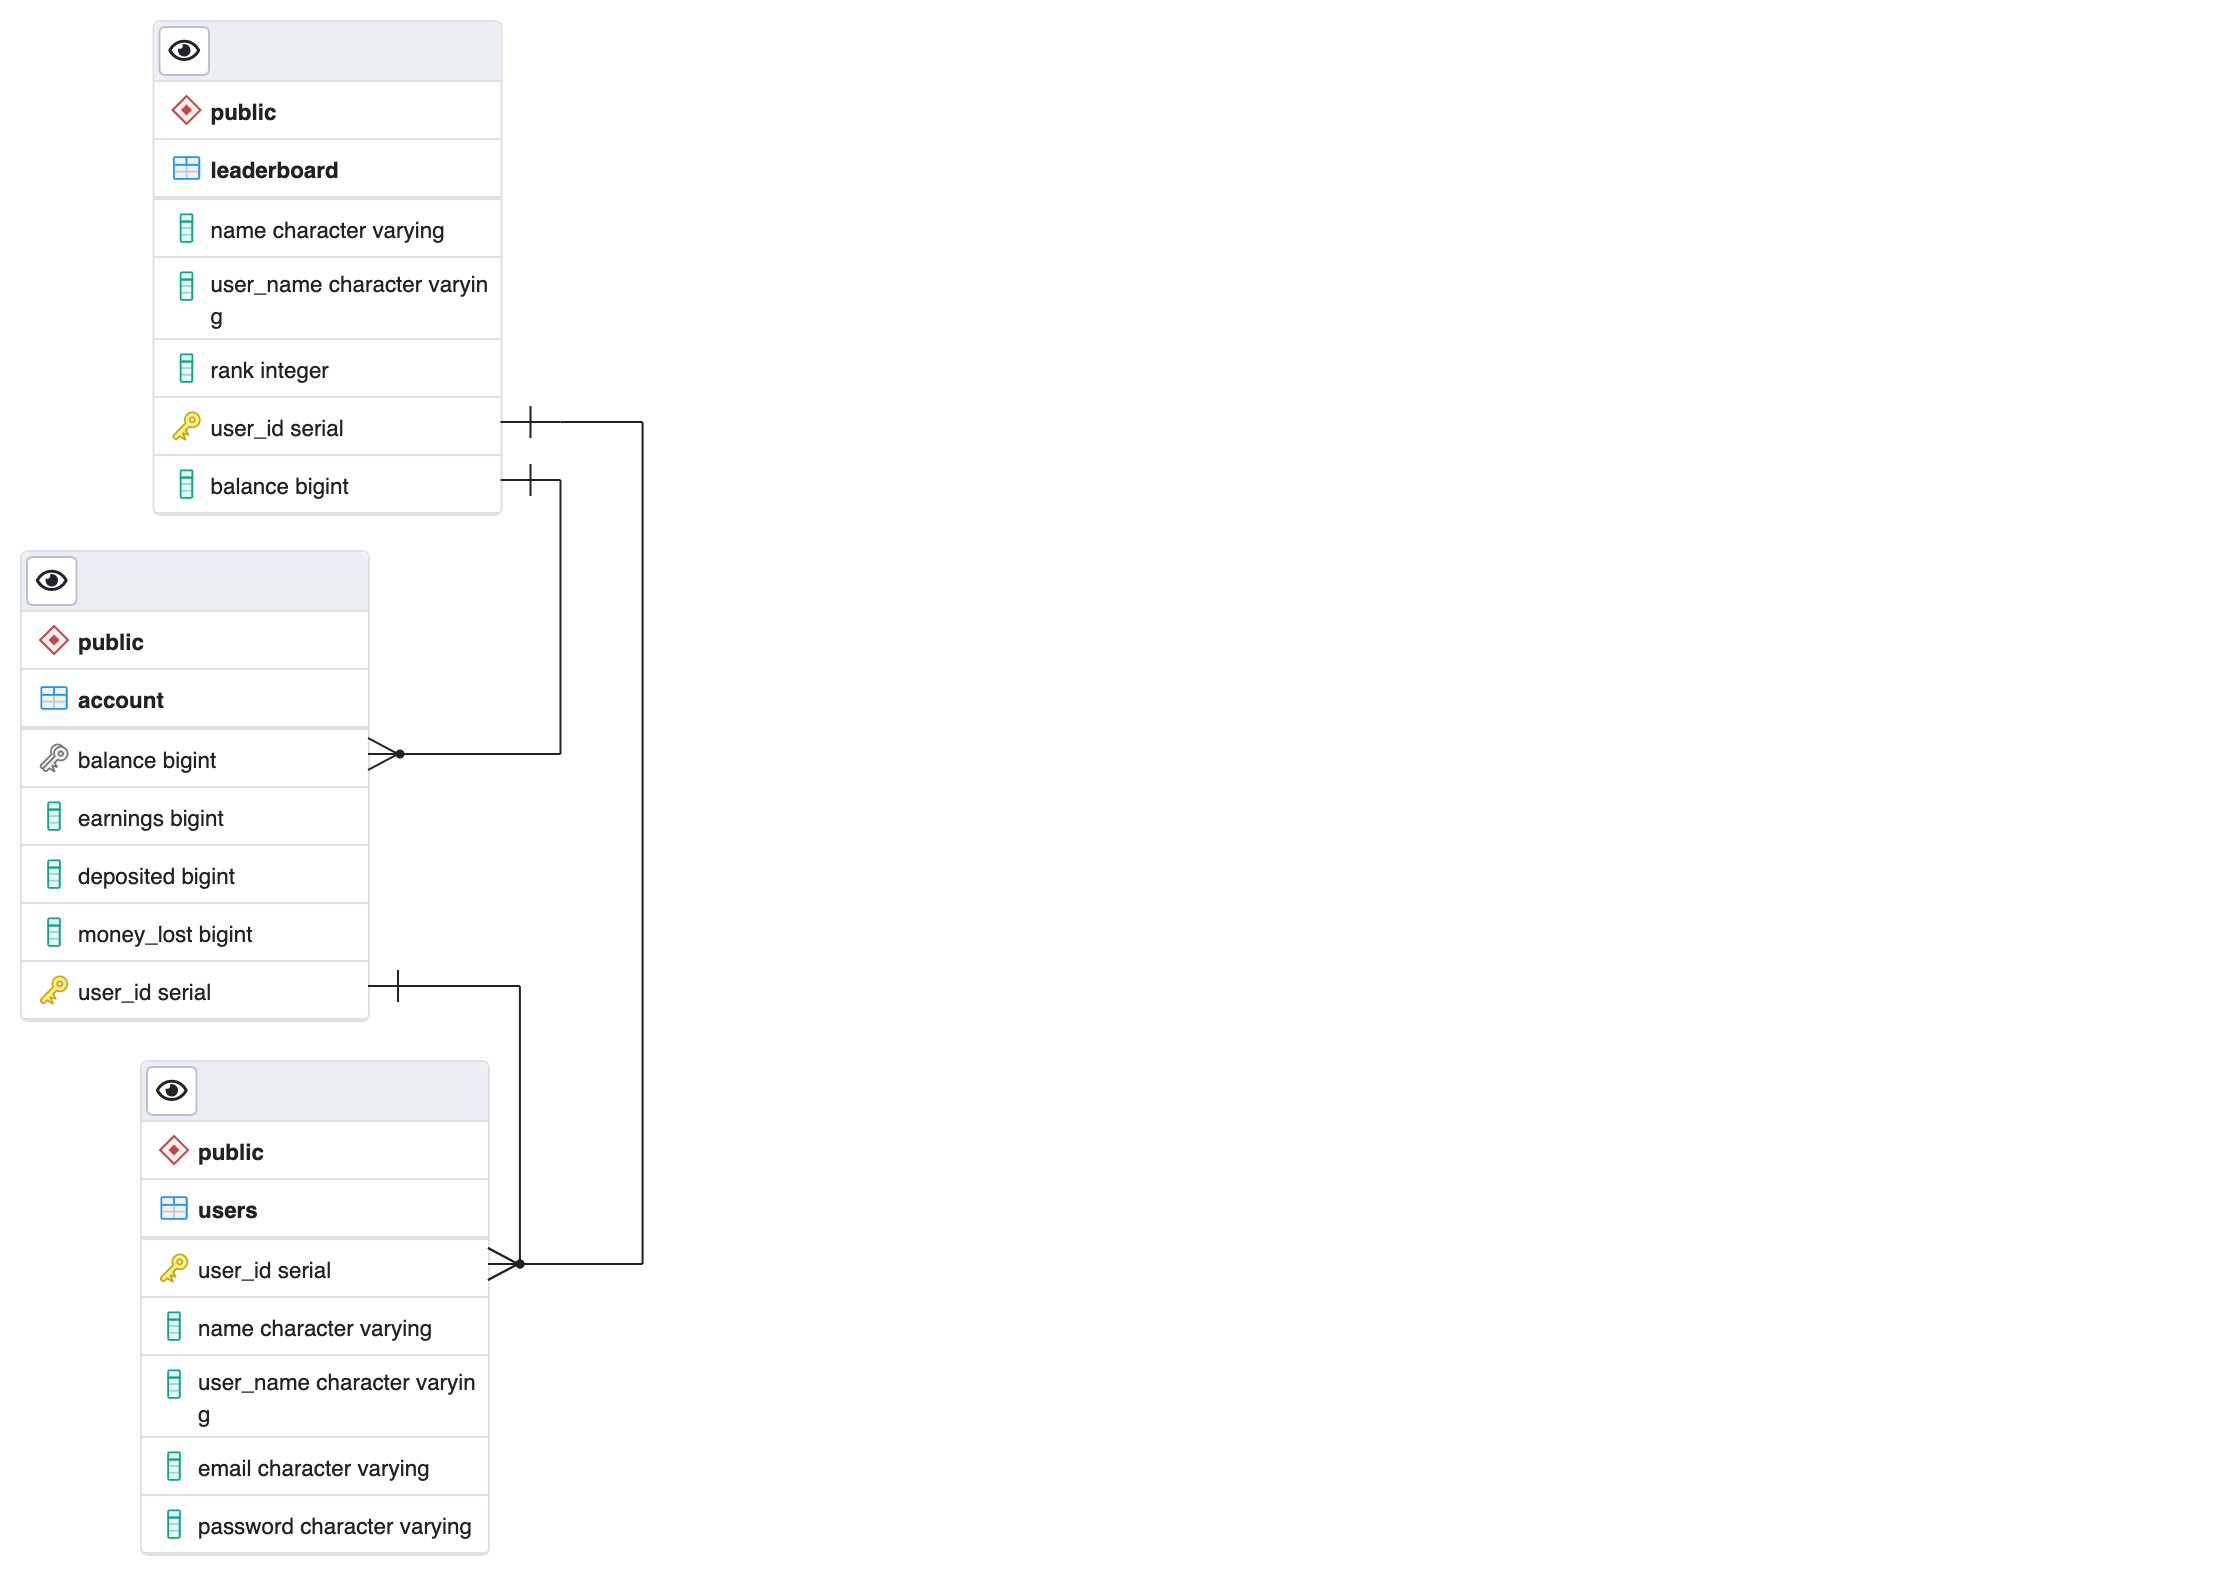 public
leaderboard
name character varying
user_name character varyin
g
rank integer
user_id serial
balance bigint
public
account
balance bigint
earnings bigint
deposited bigint
money_lost bigint
user_id serial
public
users
user_id serial
name character varying
user_name character varyin
g
email character varying
password character varying